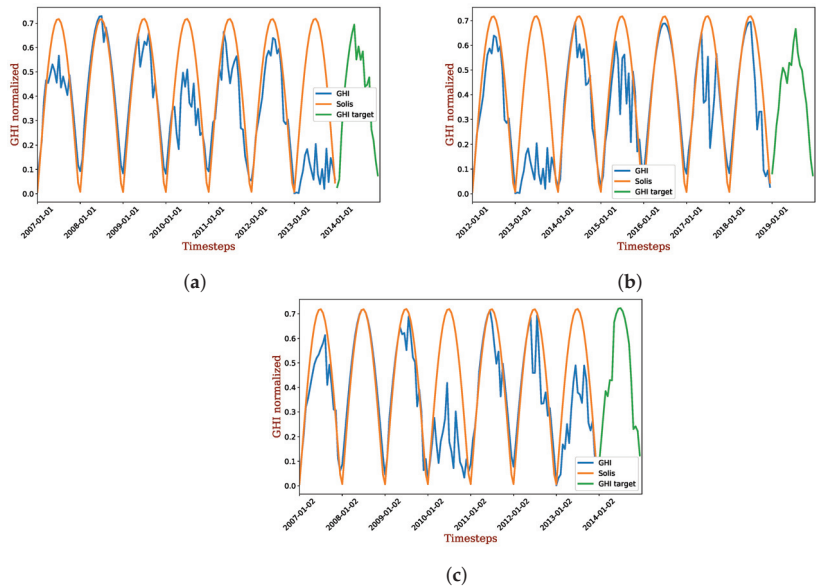 GHI normalized
0.7
0.6
0.5
0.4
0.3
0.2
0.1
0.0
GHI
Solis
GHI target
2007-01-01
2008-01-01
2009-01-01
2010-01-01
2011-01-01
2012-01-01
2013-01-01
2014-01-01
Timesteps
(a)
GHI normalized
0.7
0.6
0.5
0.4
0.3
0.2
0.1
0.0
GHI
Solis
GHI target
2012-01-01
2013-01-01
2014-01-01
2015-01-01
2016-01-01
2017-01-01
2018-01-01
2019-01-01
Timesteps
(b)
GHI normalized
0.7
0.6
0.5
0.4
0.3
0.2
0.1
0.0
GHI
Solis
GHI target
2007-01-02
2008-01-02
2009-01-02
2010-01-02
2011-01-02
2012-01-02
2013-01-02
2014-01-02
Timesteps
(c)